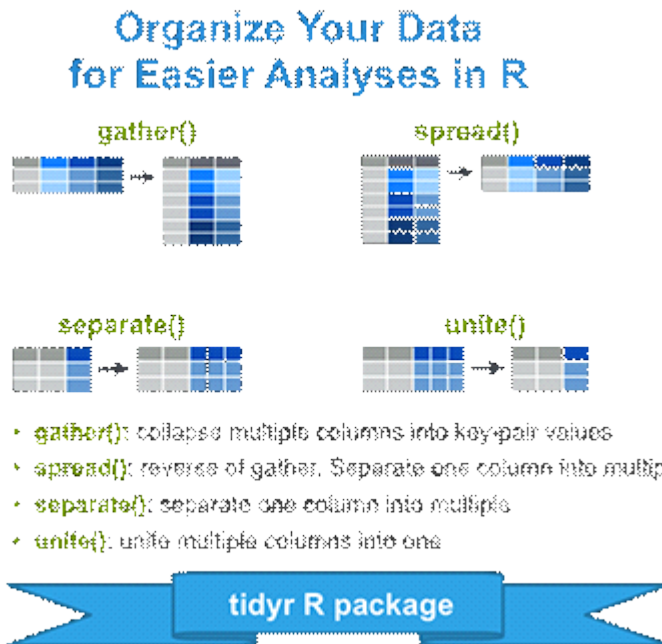 Organize Your Data
for Easier Analyses in R
gather()
spread()
separate()
unite()
• gather(): collapse multiple columns into key-pair values
• spread(): reverse of gather. Separate one column into multip
• separate(): separate one column into multiple
• unite(): unite multiple columns into one
tidyr R package